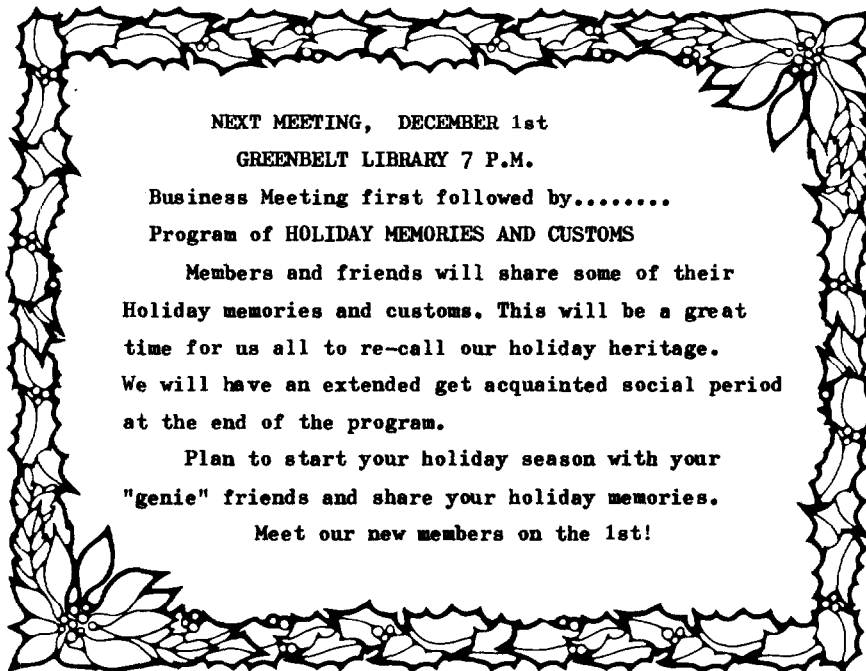 NEXT MEETING, DECEMBER 1st
GREENBELT LIBRARY 7 P.M.
Business Meeting first followed by........
Program of HOLIDAY MEMORIES AND CUSTOMS
Members and friends will share some of their
Holiday memories and customs. This will be a great
time for us all to re-call our holiday heritage.
We will have an extended get acquainted social period
at the end of the program.
Plan to start your holiday season with your
"genie" friends and share your holiday memories.
Meet our new members on the 1st!